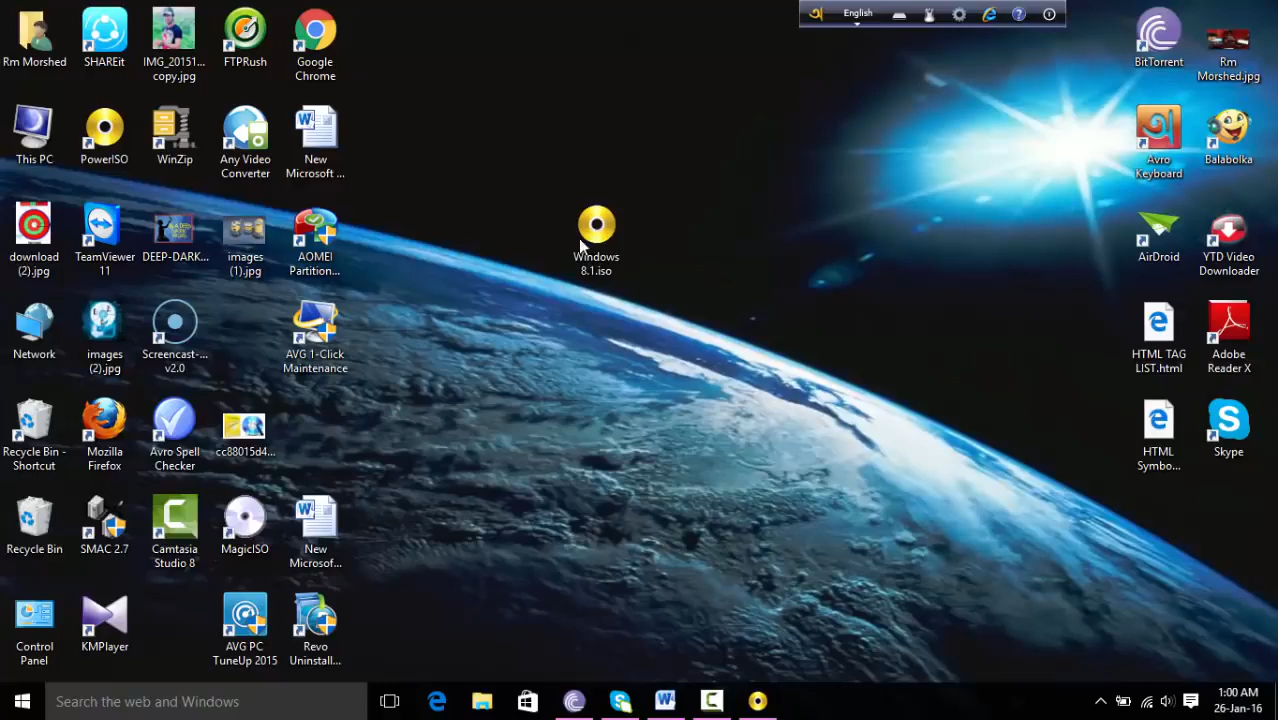 English
Rm Morshed
SHAREit
IMG_20151...
copy.jpg
FTPRush
Google
Chrome
BitTorrent
Rm
Morshed.jpg
This PC
PowerISO
WinZip
Any Video
Converter
New
Microsoft ...
Avro
Keyboard
Balabolka
download
(2).jpg
TeamViewer
11
DEEP-DARK...
images
(1).jpg
AOMEI
Partition...
Windows
8.1.iso
AirDroid
YTD Video
Downloader
Network
images
(2).jpg
Screencast-...
v2.0
AVG 1-Click
Maintenance
HTML TAG
LIST.html
Adobe
Reader X
Recycle Bin -
Shortcut
Mozilla
Firefox
Avro Spell
Checker
cc88015d4...
HTML
Symbo...
Skype
Recycle Bin
SMAC 2.7
Camtasia
Studio 8
MagicISO
New
Microsof...
Control
Panel
KMPlayer
AVG PC
TuneUp 2015
Revo
Uninstall...
Search the web and Windows
1:00 AM
26-Jan-16